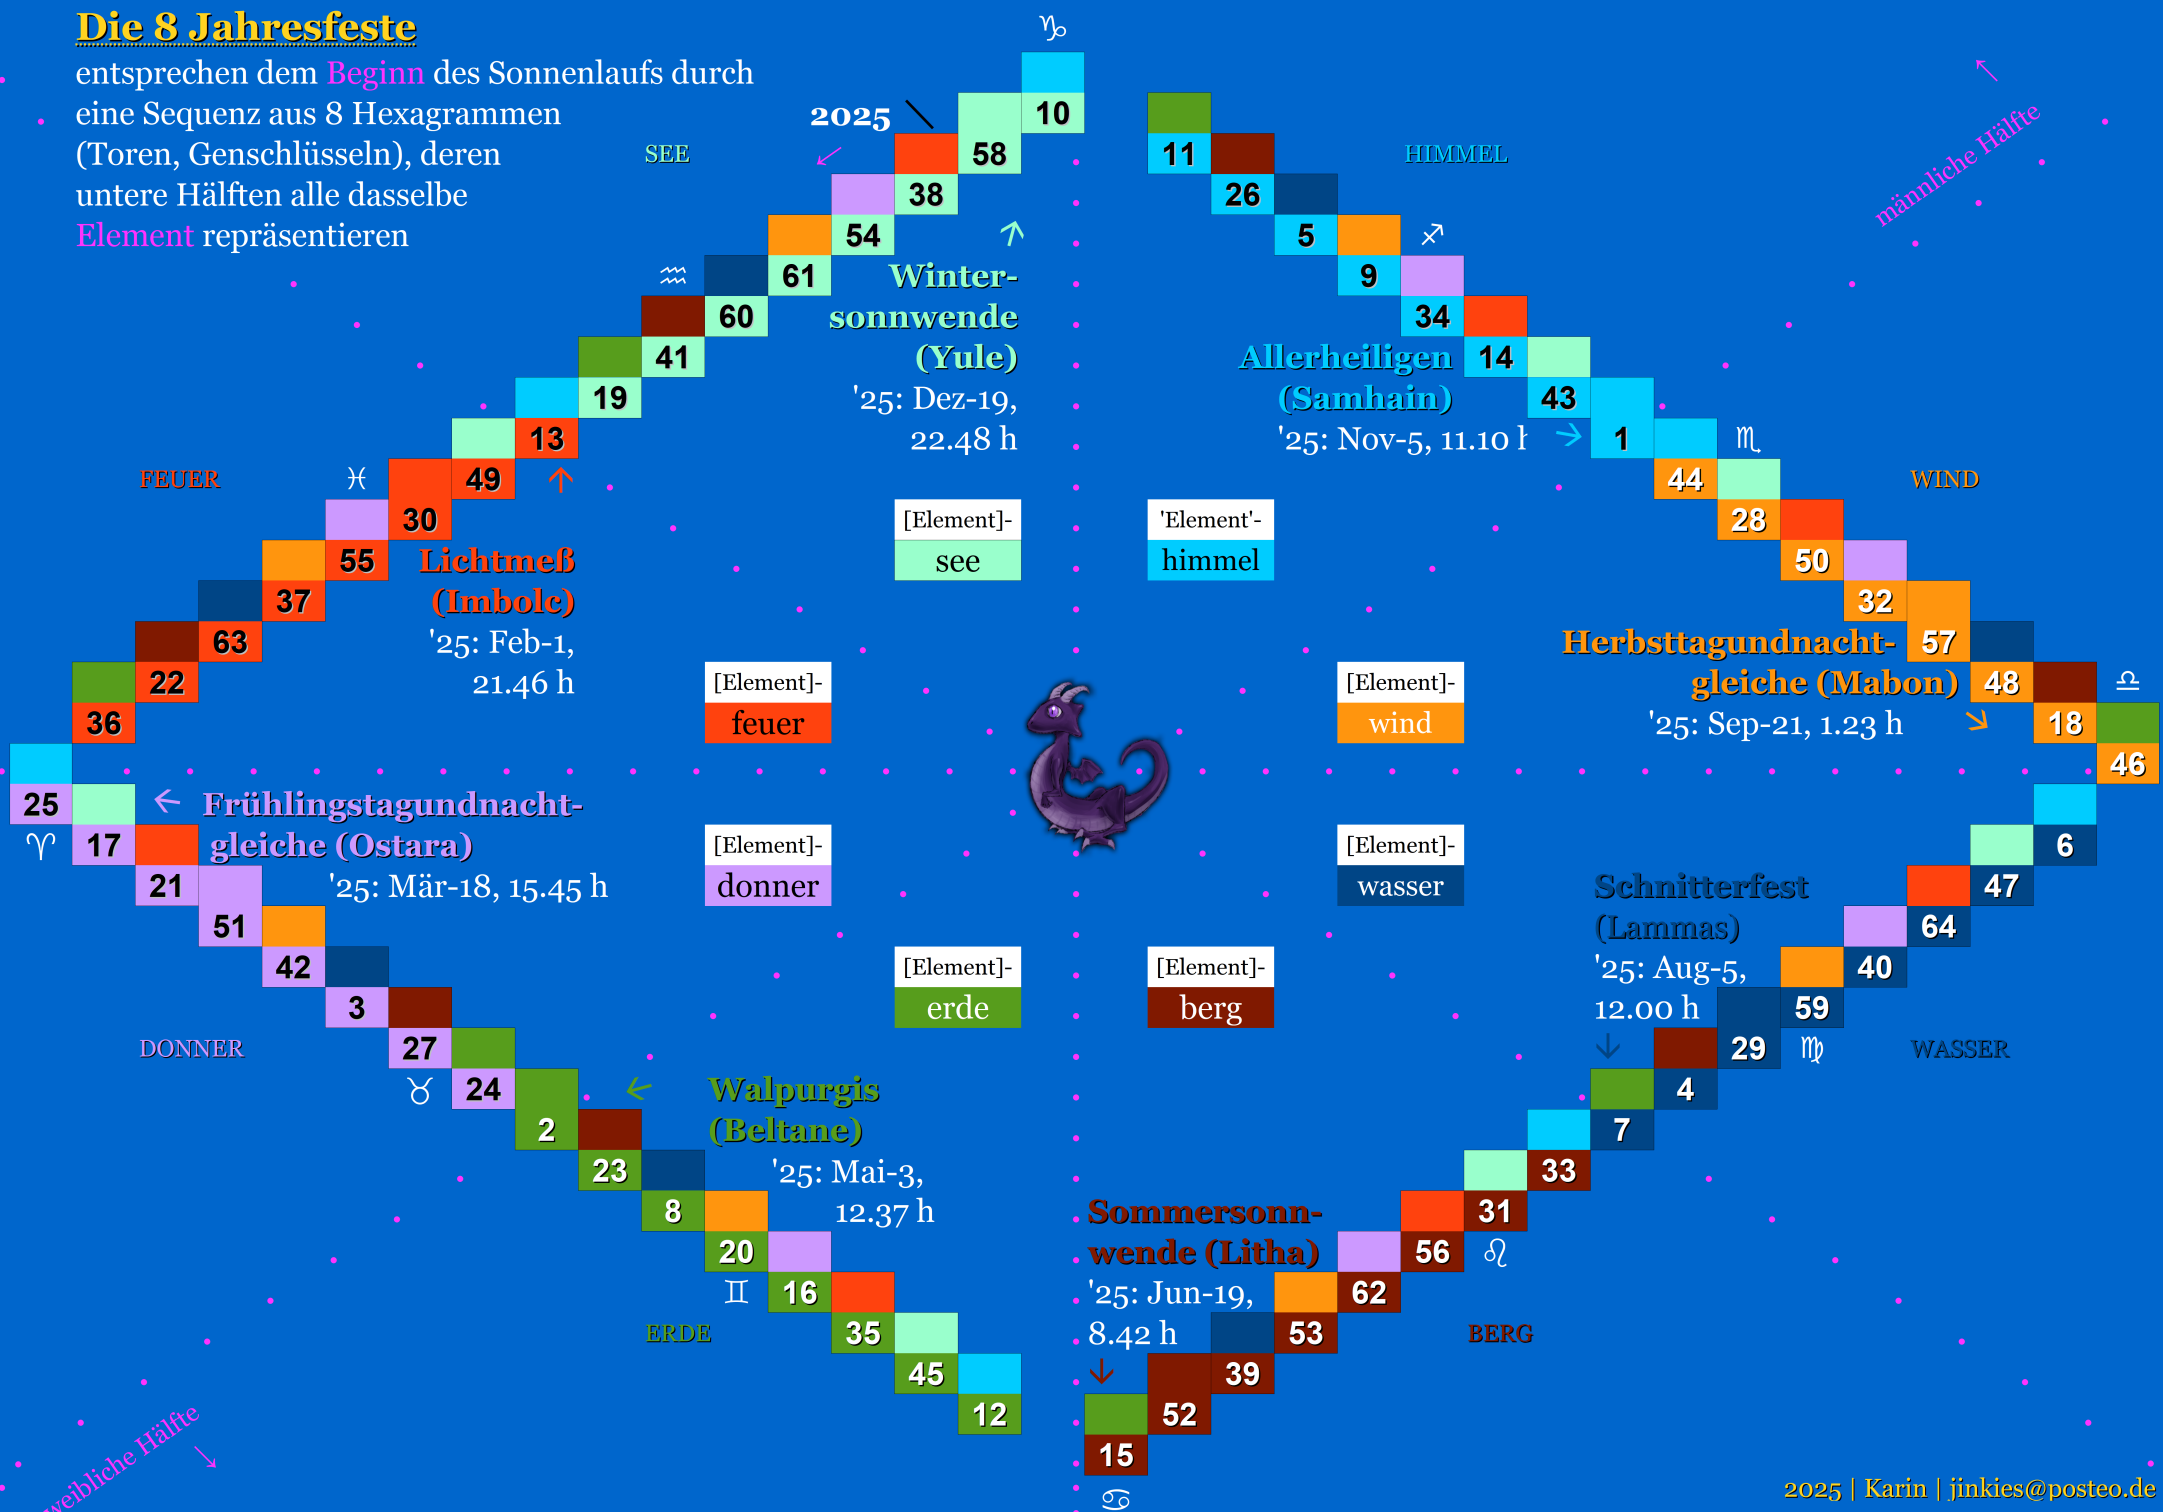 Die 8 Jahresfeste
entsprechen dem Beginn des Sonnenlaufs durch
eine Sequenz aus 8 Hexagrammen
(Toren, Genschlüsseln), deren
untere Hälften alle dasselbe
Element repräsentieren
♑
2025
10
SEE
58
11
HIMMEL
männliche Hälfte
38
26
54
5
♐
♒
61
9
60
34
41
14
19
43
13
1
♏
Winter-
sonnwende
(Yule)
'25: Dez-19,
22.48 h
Allerheiligen
(Samhain)
'25: Nov-5, 11.10 h
FEUER
♓
49
44
WIND
30
28
55
50
37
32
63
57
22
48
♎
36
18
46
Lichtmeß
(Imbolc)
'25: Feb-1,
21.46 h
[Element]-
see
'Element'-
himmel
Herbsttagundnacht-
gleiche (Mabon)
'25: Sep-21, 1.23 h
[Element]-
feuer
[Element]-
wind
25
♈
17
21
51
42
3
27
♉
24
2
23
8
20
♊
16
35
45
12
Frühlingstagundnacht-
gleiche (Ostara)
'25: Mär-18, 15.45 h
[Element]-
donner
[Element]-
wasser
6
47
64
40
59
♍
29
4
7
33
31
♌
56
62
53
39
52
15
♋
Schnitterfest
(Lammas)
'25: Aug-5,
12.00 h
[Element]-
erde
[Element]-
berg
DONNER
WASSER
Walpurgis
(Beltane)
'25: Mai-3,
12.37 h
Sommersonn-
wende (Litha)
'25: Jun-19,
8.42 h
ERDE
BERG
weibliche Hälfte
2025 | Karin | jinkies@posteo.de